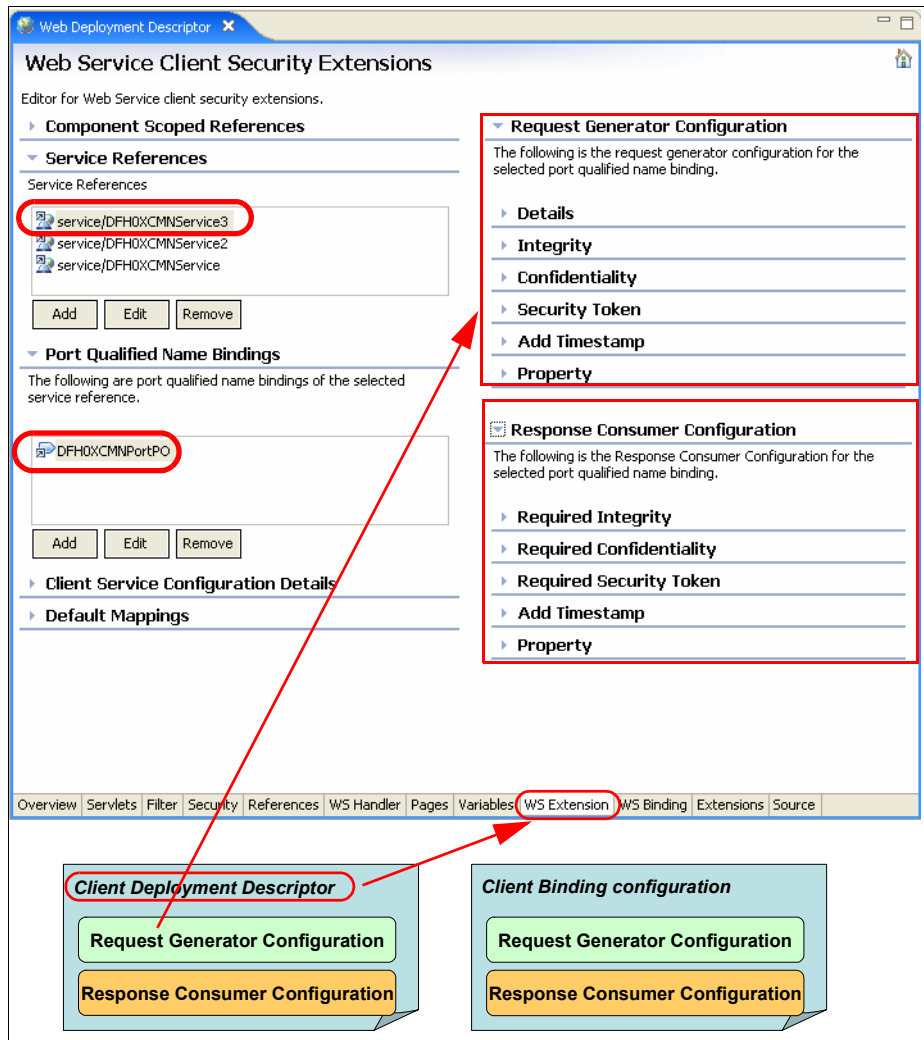 Web Deployment Descriptor
Web Service Client Security Extensions
Editor for Web Service client security extensions.
Component Scoped References
Service References
Service References
service/DFH0XCMNService3
service/DFH0XCMNService2
service/DFH0XCMNService
Add Edit Remove
Port Qualified Name Bindings
The following are port qualified name bindings of the selected
service reference.
DFH0XCMNPortPO
Add Edit Remove
Client Service Configuration Details
Default Mappings
Request Generator Configuration
The following is the request generator configuration for the
selected port qualified name binding.
Details
Integrity
Confidentiality
Security Token
Add Timestamp
Property
Response Consumer Configuration
The following is the Response Consumer Configuration for the
selected port qualified name binding.
Required Integrity
Required Confidentiality
Required Security Token
Add Timestamp
Property
Overview Servlets Filter Security References WS Handler Pages Variables WS Extension WS Binding Extensions Source
Client Deployment Descriptor
Request Generator Configuration
Response Consumer Configuration
Client Binding configuration
Request Generator Configuration
Response Consumer Configuration